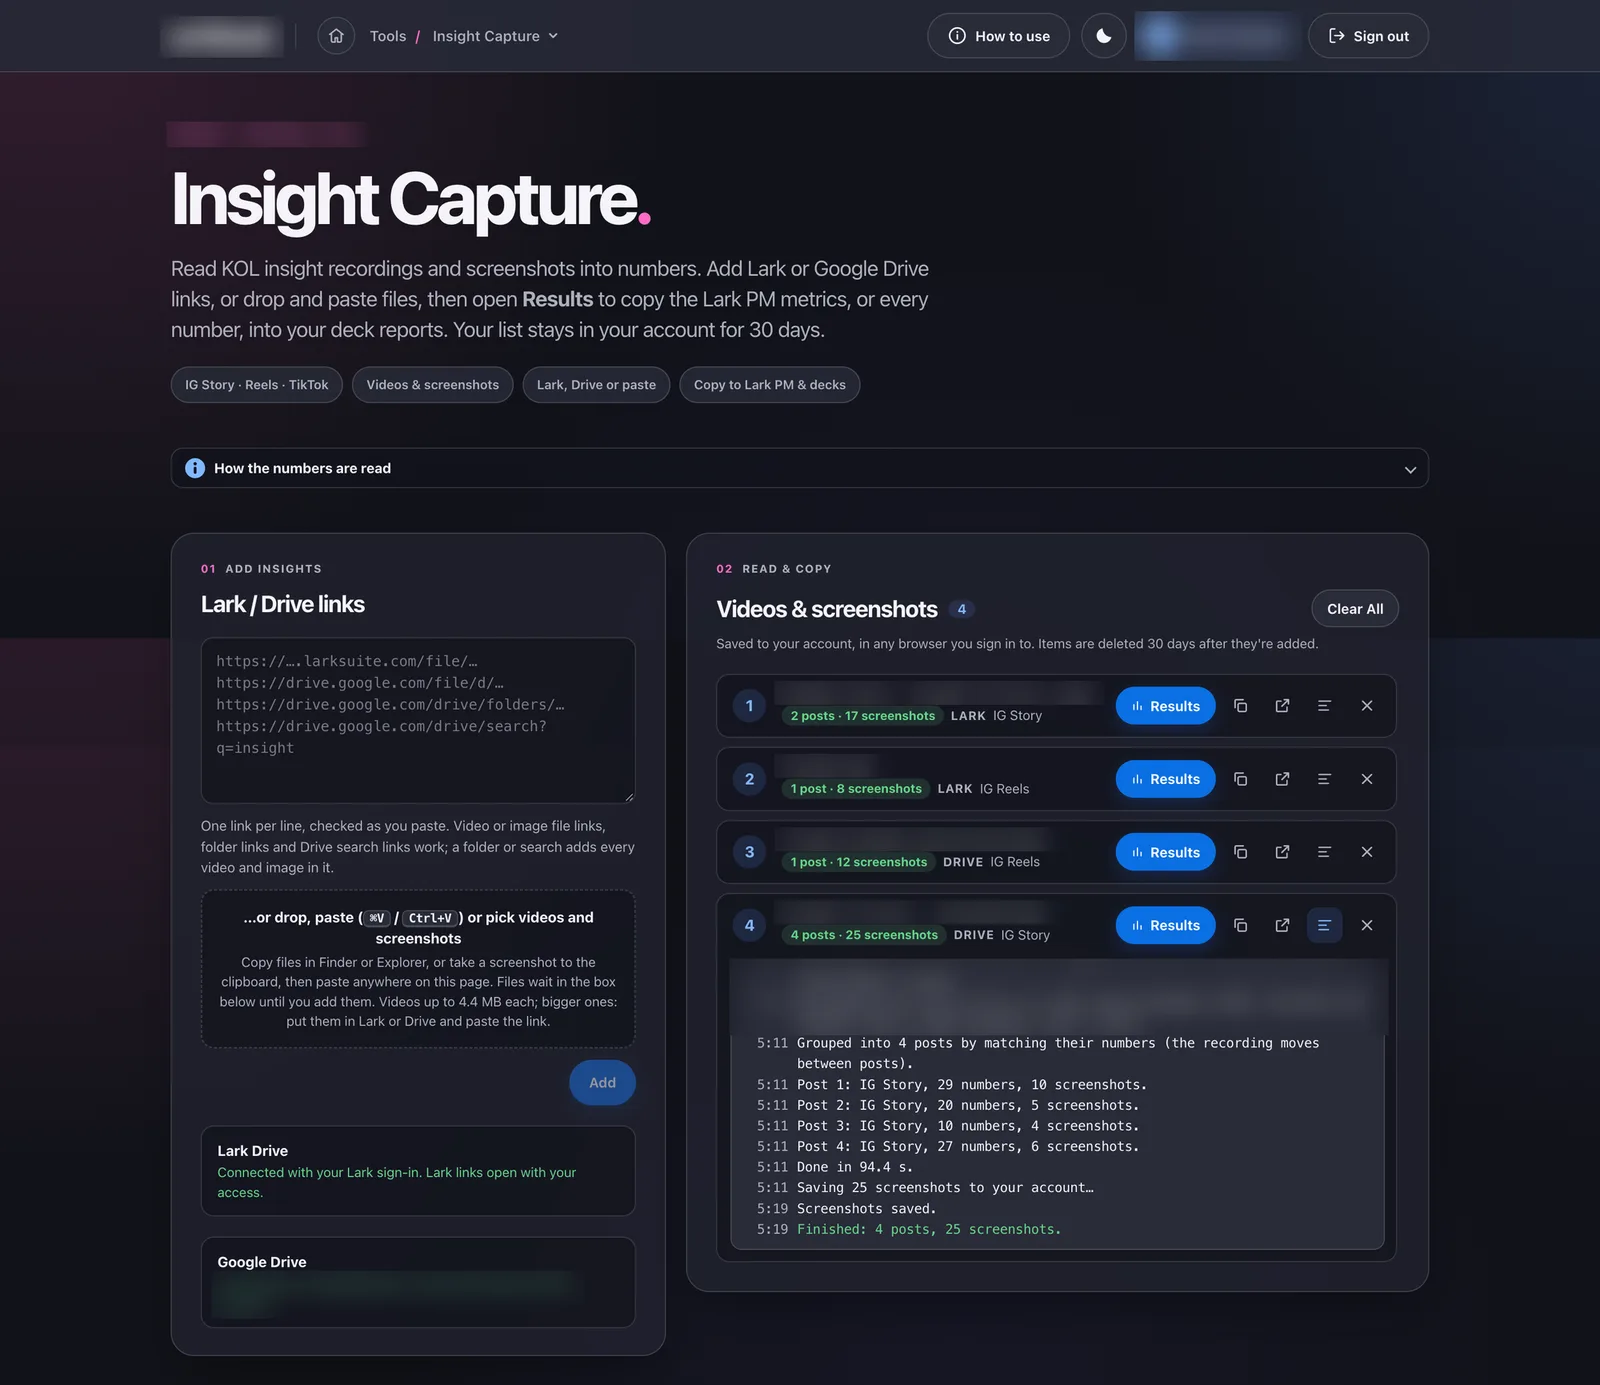 Tools / Insight Capture
How to use
Sign out
Insight Capture.
Read KOL insight recordings and screenshots into numbers. Add Lark or Google Drive
links, or drop and paste files, then open Results to copy the Lark PM metrics, or every
number, into your deck reports. Your list stays in your account for 30 days.
IG Story · Reels · TikTok
Videos & screenshots
Lark, Drive or paste
Copy to Lark PM & decks
How the numbers are read
01 ADD INSIGHTS
Lark / Drive links
https://….larksuite.com/file/…
https://drive.google.com/file/d/…
https://drive.google.com/drive/folders/…
https://drive.google.com/drive/search?
q=insight
One link per line, checked as you paste. Video or image file links,
folder links and Drive search links work; a folder or search adds every
video and image in it.
…or drop, paste (⌘V / Ctrl+V) or pick videos and
screenshots
Copy files in Finder or Explorer, or take a screenshot to the
clipboard, then paste anywhere on this page. Files wait in the box
below until you add them. Videos up to 4.4 MB each; bigger ones:
put them in Lark or Drive and paste the link.
Add
Lark Drive
Connected with your Lark sign-in. Lark links open with your
access.
Google Drive
02 READ & COPY
Videos & screenshots 4
Clear All
Saved to your account, in any browser you sign in to. Items are deleted 30 days after they're added.
1
2 posts · 17 screenshots LARK IG Story
Results
2
1 post · 8 screenshots LARK IG Reels
Results
3
1 post · 12 screenshots DRIVE IG Reels
Results
4
4 posts · 25 screenshots DRIVE IG Story
Results
5:11 Grouped into 4 posts by matching their numbers (the recording moves
between posts).
5:11 Post 1: IG Story, 29 numbers, 10 screenshots.
5:11 Post 2: IG Story, 20 numbers, 5 screenshots.
5:11 Post 3: IG Story, 10 numbers, 4 screenshots.
5:11 Post 4: IG Story, 27 numbers, 6 screenshots.
5:11 Done in 94.4 s.
5:11 Saving 25 screenshots to your account…
5:19 Screenshots saved.
5:19 Finished: 4 posts, 25 screenshots.